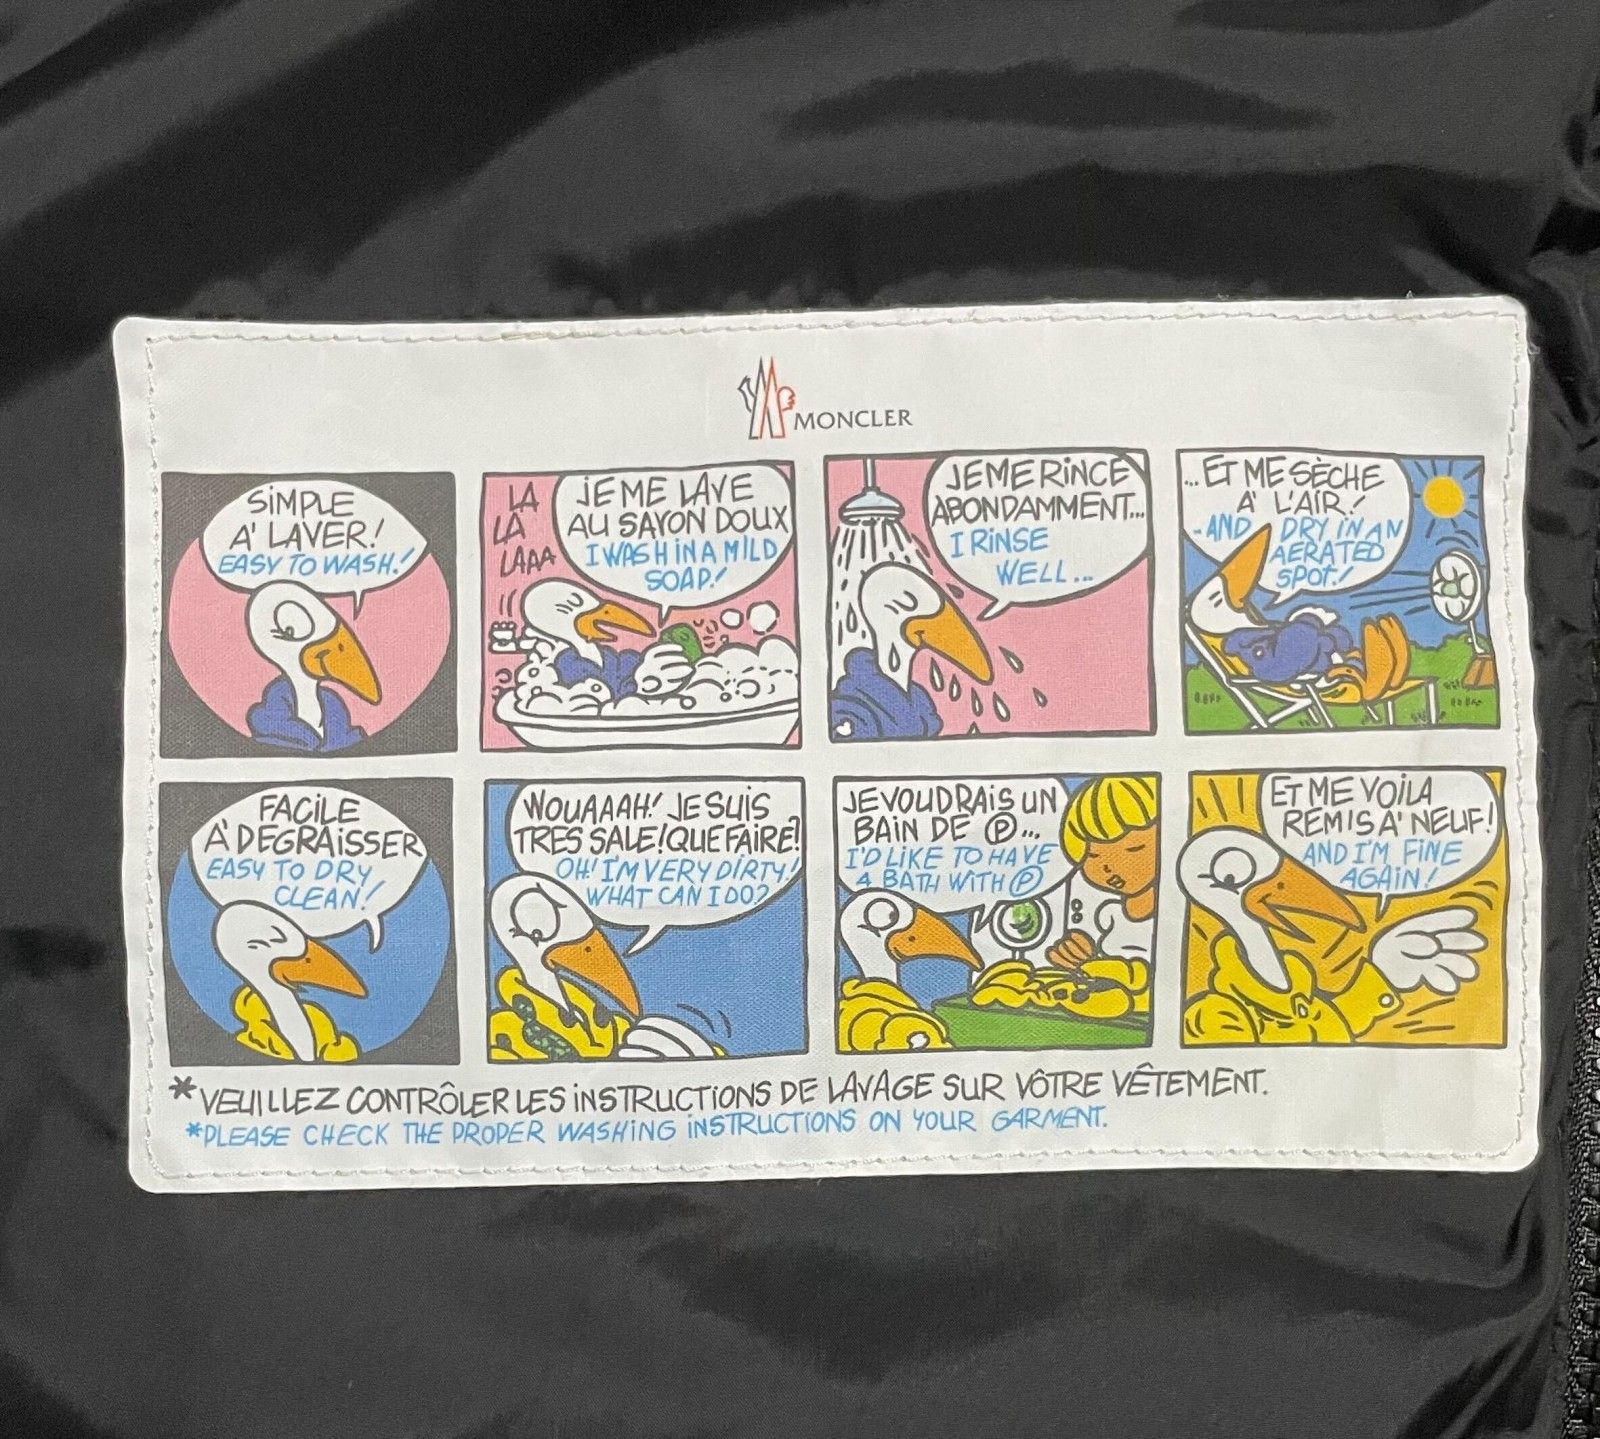 MONCLER
SiMPLE
A' LAVER!
EASY TO WASH!
LA
LÀ
LAAA
JE ME LAVE
AU SAVON DOUX
I WASH iN A MiLD
SOAP!
JE ME RiNCE
ABONDAMMENT...
I RiNSE
WELL...
...ET ME SÈCHE
A' L'AiR!
-AND DRY iN AN
AERATED
SPOT!
FACiLE
A' DEGRAiSSER
EASY TO DRY
CLEAN!
WOUAAAH! JE SUiS
TRES SALE! QUE FAiRE?
OH! I'M VERY DiRTY!
WHAT CAN I DO?
JE VOUDRAiS UN
BAiN DE Ⓟ...
I'D LiKE TO HAVE
A BATH WiTH Ⓟ
ET ME VOiLA
REMiS A' NEUF!
AND I'M FiNE
AGAiN!
*VEUiLLEZ CONTRÔLER LES iNSTRUCTiONS DE LAVAGE SUR VÔTRE VÊTEMENT.
*PLEASE CHECK THE PROPER WASHiNG iNSTRUCTiONS ON YOUR GARMENT.